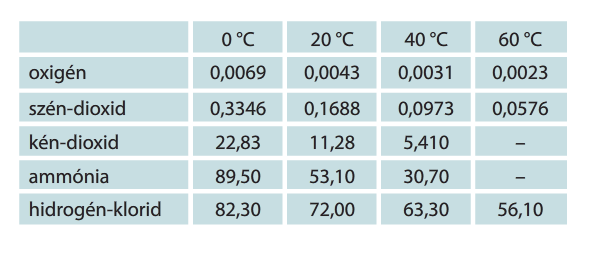 0 °C 20 °C 40 °C 60 °C
oxigén 0,0069 0,0043 0,0031 0,0023
szén-dioxid 0,3346 0,1688 0,0973 0,0576
kén-dioxid 22,83 11,28 5,410 –
ammónia 89,50 53,10 30,70 –
hidrogén-klorid 82,30 72,00 63,30 56,10